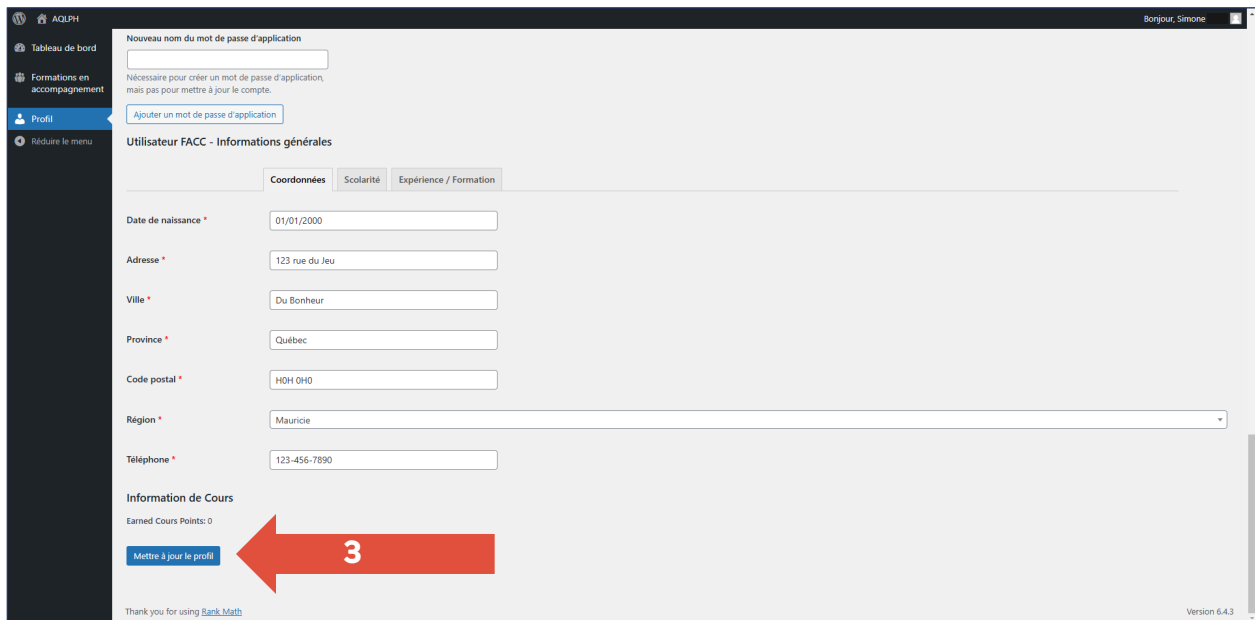 AQLPH
Bonjour, Simone
Tableau de bord
Formations en
accompagnement
Profil
Réduire le menu
Nouveau nom du mot de passe d'application
Nécessaire pour créer un mot de passe d'application,
mais pas pour mettre à jour le compte.
Ajouter un mot de passe d'application
Utilisateur FACC - Informations générales
Coordonnées Scolarité Expérience / Formation
Date de naissance * 01/01/2000
Adresse * 123 rue du Jeu
Ville * Du Bonheur
Province * Québec
Code postal * H0H 0H0
Région * Mauricie
Téléphone * 123-456-7890
Information de Cours
Earned Cours Points: 0
Mettre à jour le profil
3
Thank you for using Rank Math
Version 6.4.3